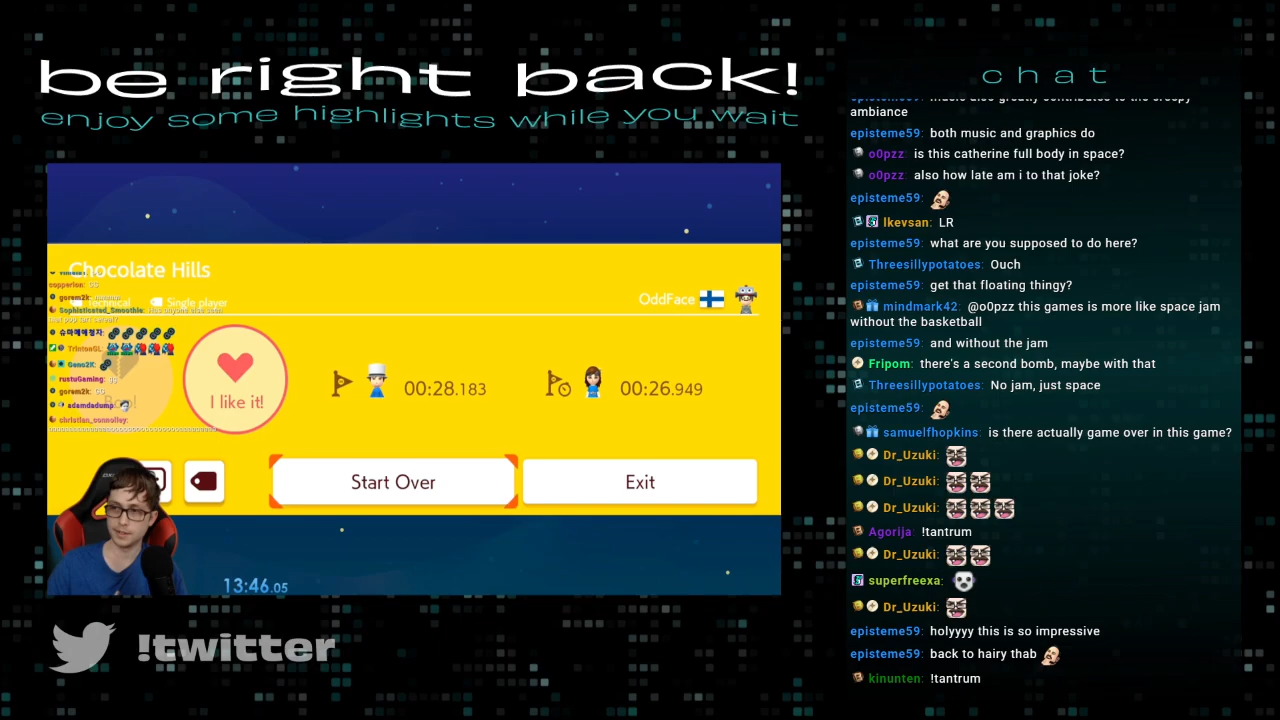 be right back!
enjoy some highlights while you wait
Chocolate Hills
Technical
Single player
OddFace
I like it!
00:28.183
00:26.949
Start Over
Exit
13:46.05
!twitter
chat
ambiance
episteme59: both music and graphics do
o0pzz: is this catherine full body in space?
o0pzz: also how late am i to that joke?
episteme59:
lkevsan: LR
episteme59: what are you supposed to do here?
Threesillypotatoes: Ouch
episteme59: get that floating thingy?
mindmark42: @o0pzz this games is more like space jam
without the basketball
episteme59: and without the jam
Fripom: there's a second bomb, maybe with that
Threesillypotatoes: No jam, just space
episteme59:
samuelfhopkins: is there actually game over in this game?
Dr_Uzuki:
Dr_Uzuki:
Dr_Uzuki:
Agorija: !tantrum
Dr_Uzuki:
superfreexa:
Dr_Uzuki:
episteme59: holyyyy this is so impressive
episteme59: back to hairy thab
kinunten: !tantrum